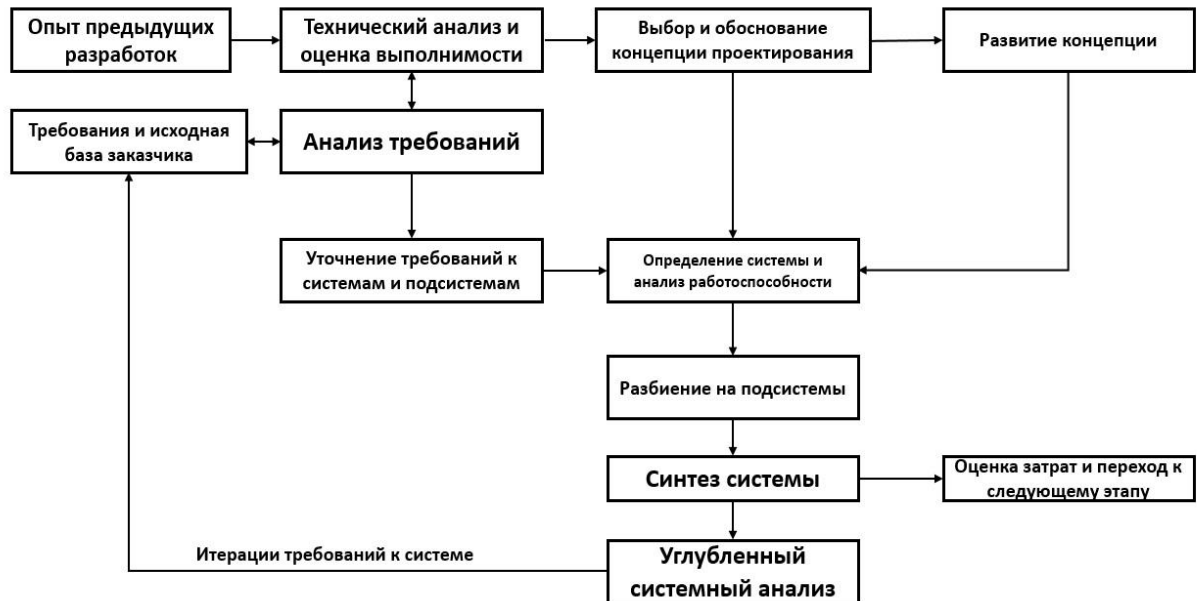 Опыт предыдущих
разработок
Технический анализ и
оценка выполнимости
Выбор и обоснование
концепции проектирования
Развитие концепции
Требования и исходная
база заказчика
Анализ требований
Уточнение требований к
системам и подсистемам
Определение системы и
анализ работоспособности
Разбиение на подсистемы
Синтез системы
Оценка затрат и переход к
следующему этапу
Итерации требований к системе
Углубленный
системный анализ